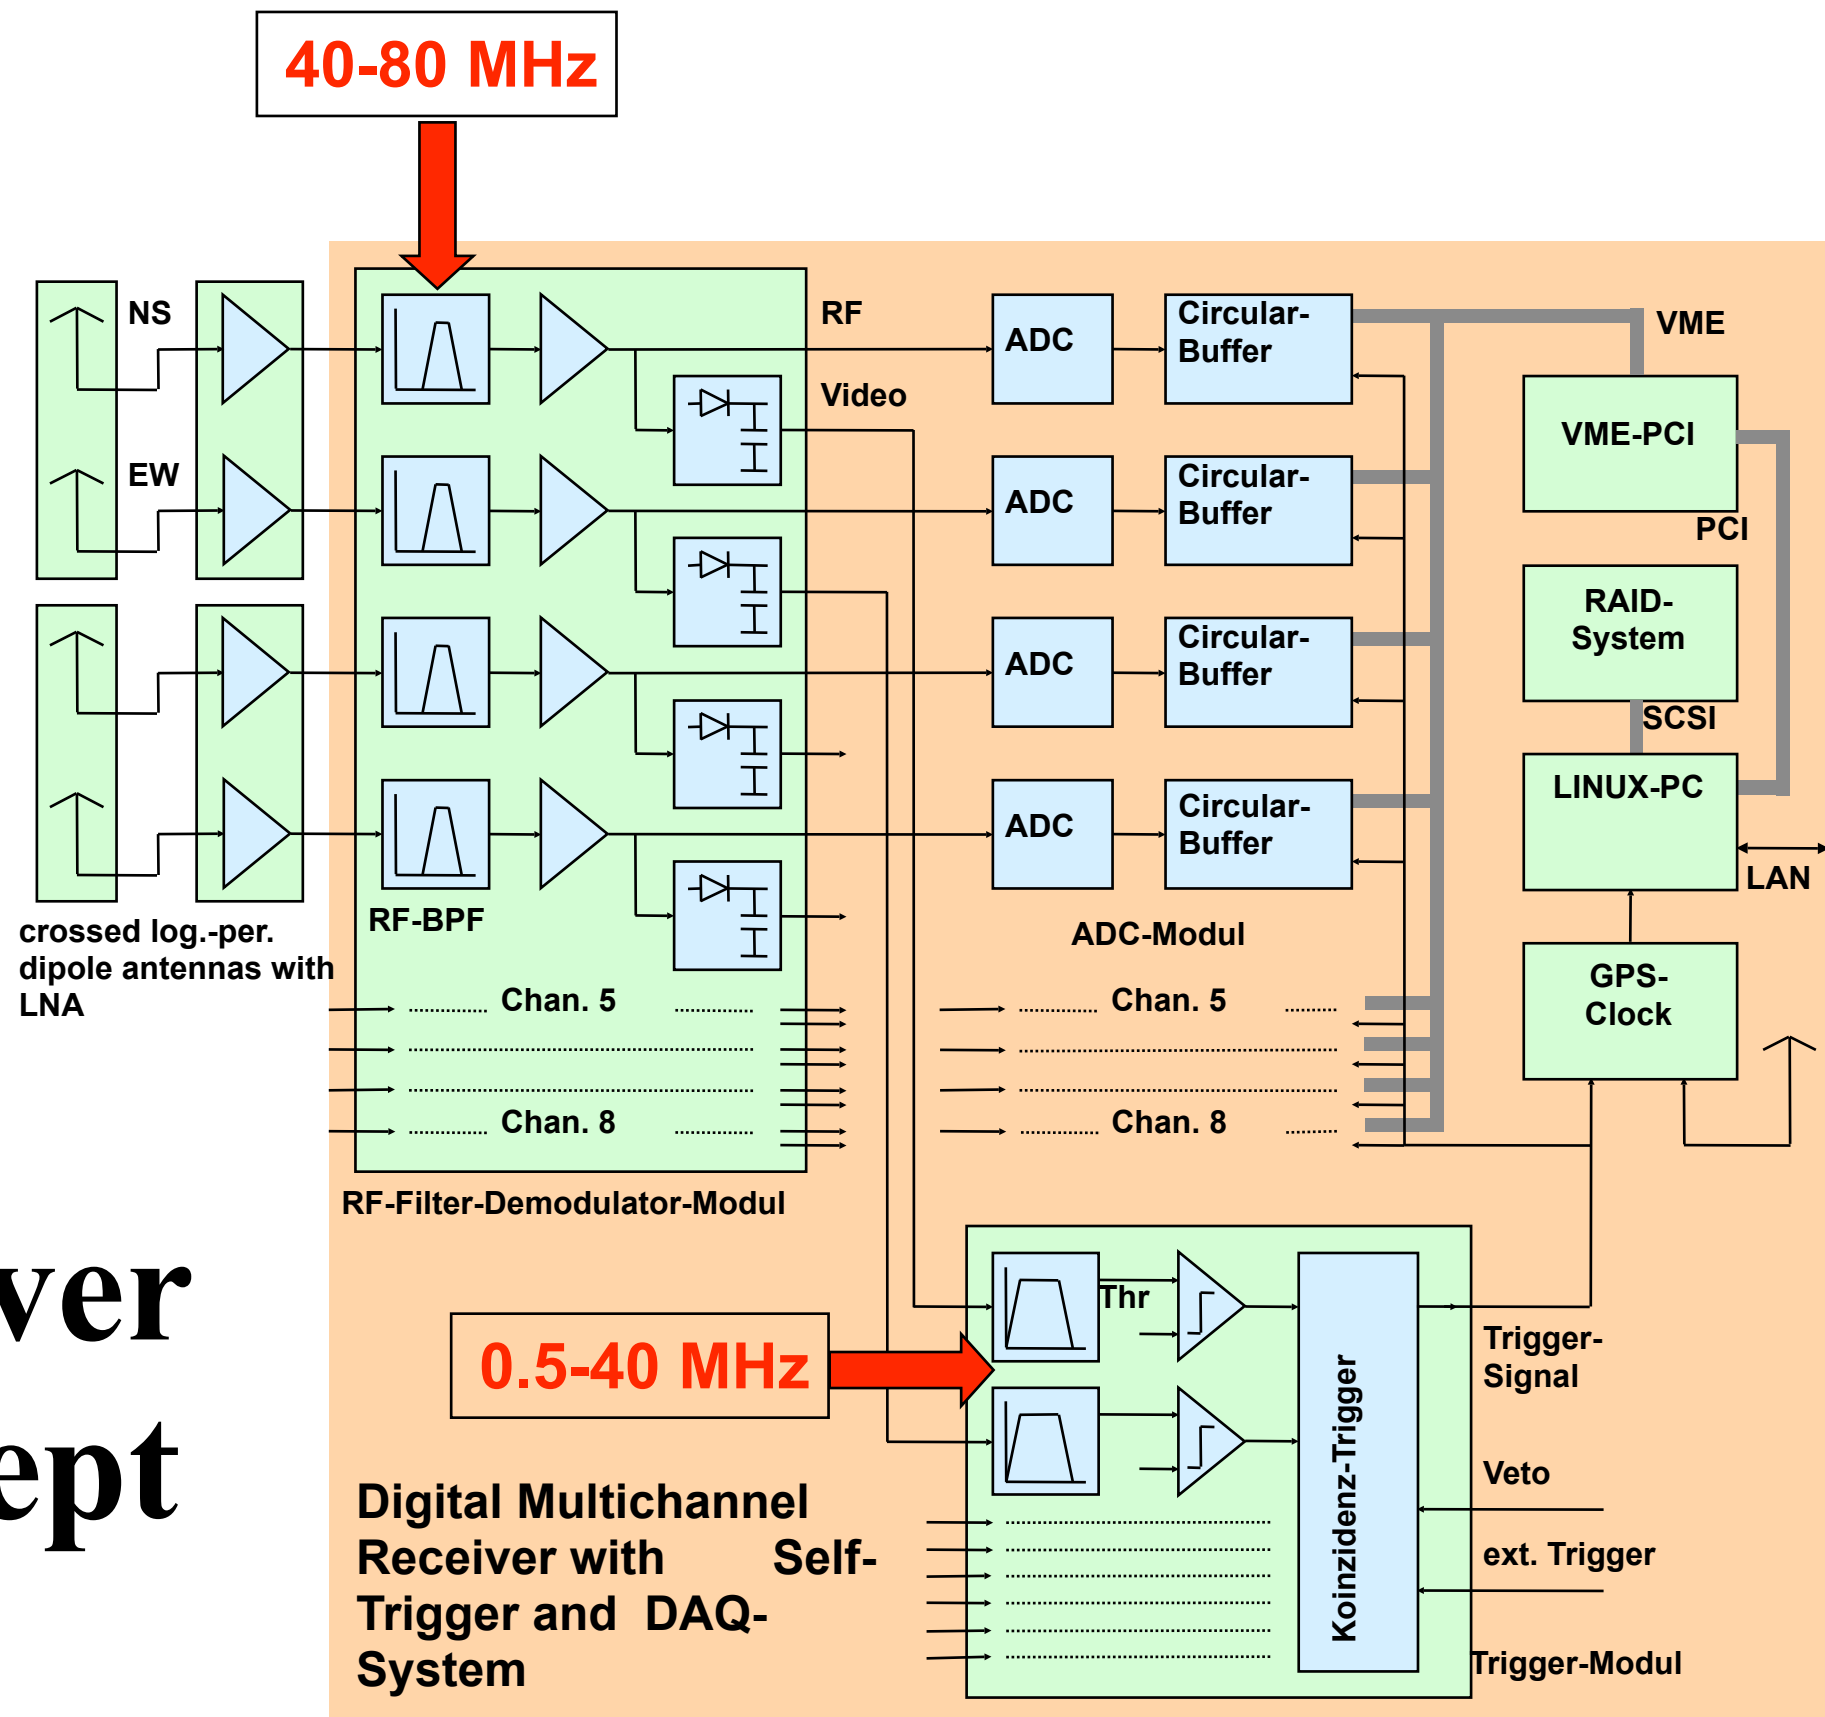 40-80 MHz
NS
RF
ADC
Circular-
Buffer
VME
Video
VME-PCI
EW
ADC
Circular-
Buffer
PCI
RAID-
System
ADC
Circular-
Buffer
SCSI
LINUX-PC
ADC
Circular-
Buffer
LAN
RF-BPF
ADC-Modul
crossed log.-per.
dipole antennas with
LNA
GPS-
Clock
Chan. 5
Chan. 5
Chan. 8
Chan. 8
RF-Filter-Demodulator-Modul
ver
Thr
0.5-40 MHz
Trigger-
Signal
Koinzidenz-Trigger
ept
Veto
Digital Multichannel
Receiver with Self-
Trigger and DAQ-
System
ext. Trigger
Trigger-Modul